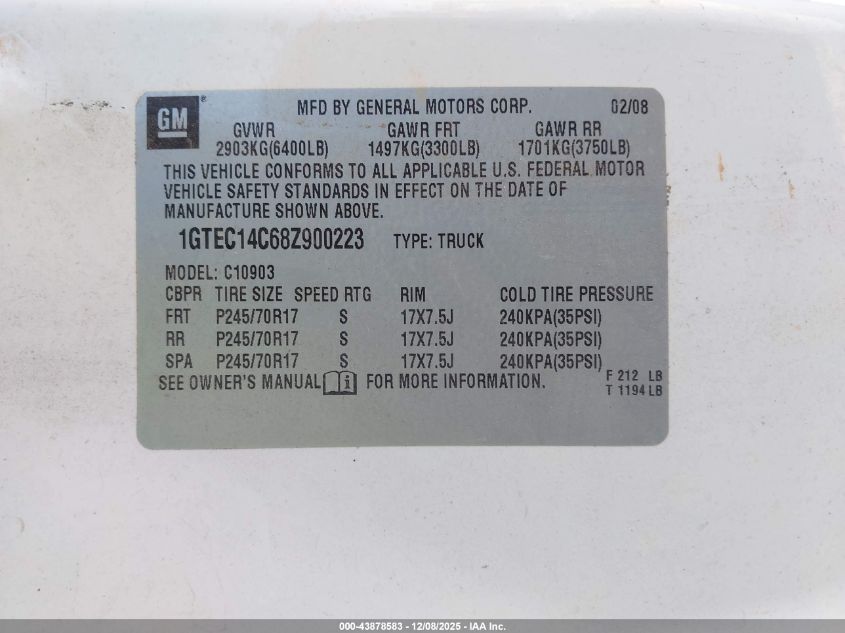 GM ® MFD BY GENERAL MOTORS CORP. 02/08
GVWR GAWR FRT GAWR RR
2903KG(6400LB) 1497KG(3300LB) 1701KG(3750LB)
THIS VEHICLE CONFORMS TO ALL APPLICABLE U.S. FEDERAL MOTOR
VEHICLE SAFETY STANDARDS IN EFFECT ON THE DATE OF
MANUFACTURE SHOWN ABOVE.
1GTEC14C68Z900223 TYPE: TRUCK
MODEL: C10903
CBPR TIRE SIZE SPEED RTG RIM COLD TIRE PRESSURE
FRT P245/70R17 S 17X7.5J 240KPA(35PSI)
RR P245/70R17 S 17X7.5J 240KPA(35PSI)
SPA P245/70R17 S 17X7.5J 240KPA(35PSI)
SEE OWNER'S MANUAL i FOR MORE INFORMATION.
F 212 LB
T 1194 LB
000-43878583 - 12/08/2025 - IAA Inc.